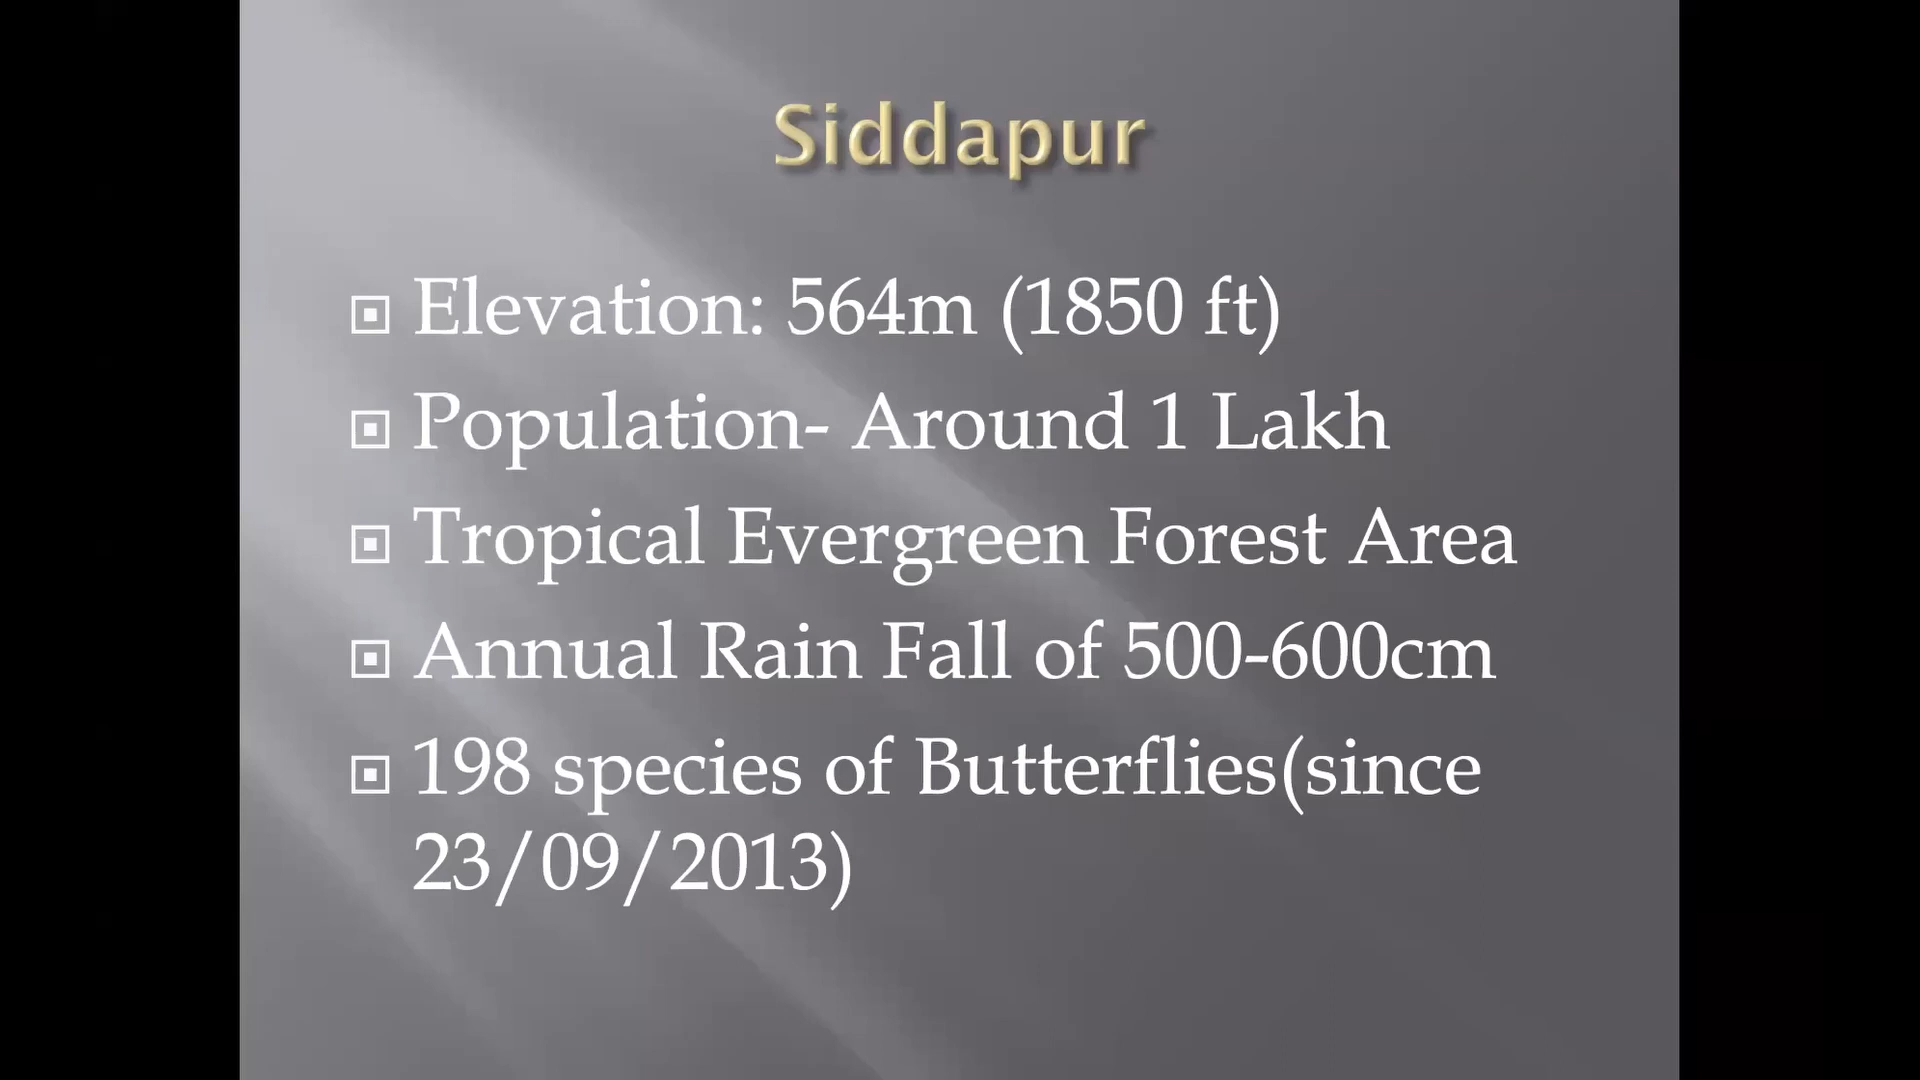 Siddapur
Elevation: 564m (1850 ft)
Population- Around 1 Lakh
Tropical Evergreen Forest Area
Annual Rain Fall of 500-600cm
198 species of Butterflies(since
23/09/2013)